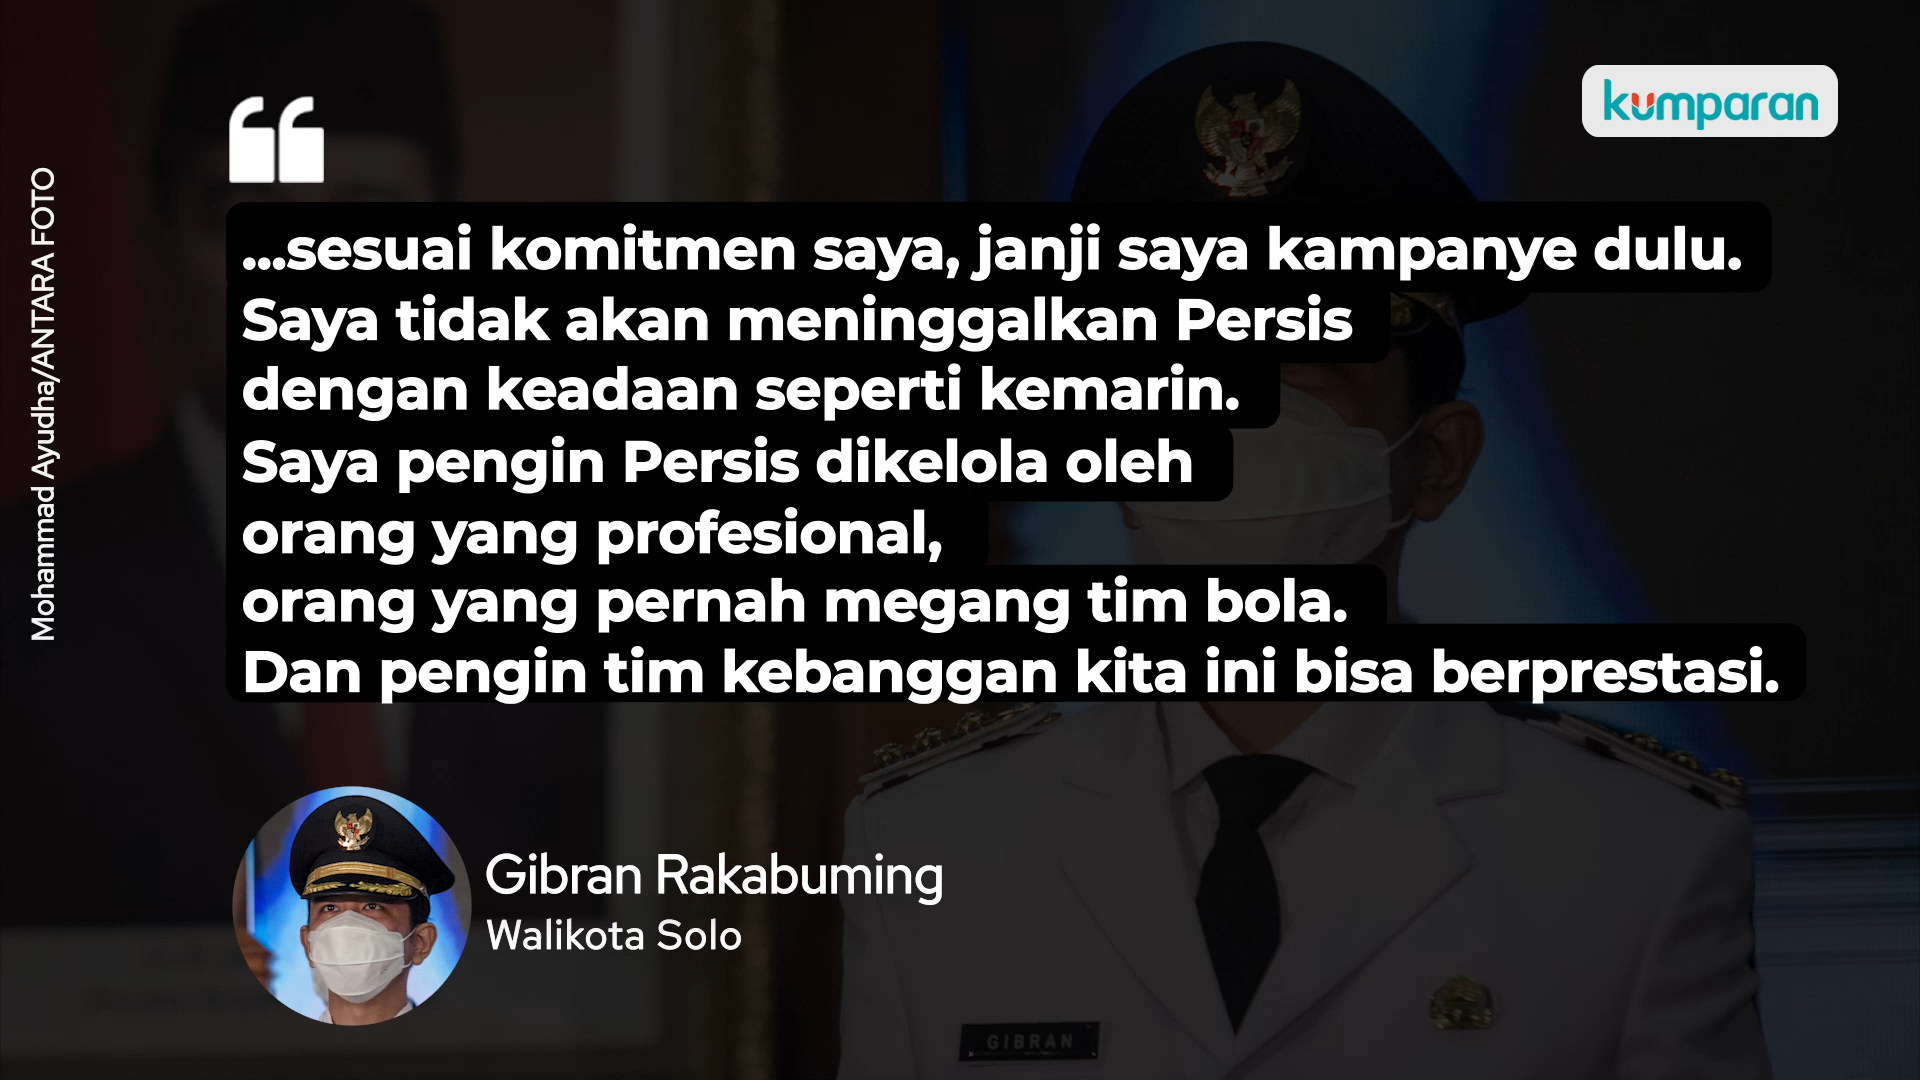 kumparan
...sesuai komitmen saya, janji saya kampanye dulu.
Saya tidak akan meninggalkan Persis
dengan keadaan seperti kemarin.
Saya pengin Persis dikelola oleh
orang yang profesional,
orang yang pernah megang tim bola.
Dan pengin tim kebanggan kita ini bisa berprestasi.
Gibran Rakabuming
Walikota Solo
Mohammad Ayudha/ANTARA FOTO
GIBRAN